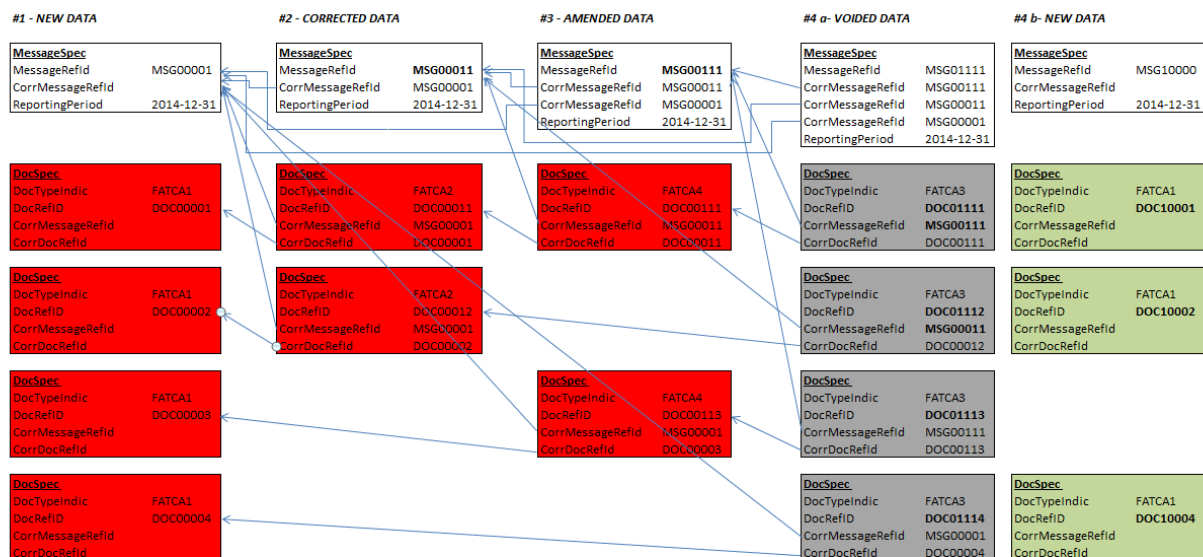 #1 - NEW DATA
#2 - CORRECTED DATA
#3 - AMENDED DATA
#4 a- VOIDED DATA
#4 b- NEW DATA
MessageSpec
MessageRefId MSG00001
CorrMessageRefId
ReportingPeriod 2014-12-31
MessageSpec
MessageRefId MSG00011
CorrMessageRefId MSG00001
ReportingPeriod 2014-12-31
MessageSpec
MessageRefId MSG00111
CorrMessageRefId MSG00011
CorrMessageRefId MSG00001
ReportingPeriod 2014-12-31
MessageSpec
MessageRefId MSG01111
CorrMessageRefId MSG00111
CorrMessageRefId MSG00011
CorrMessageRefId MSG00001
ReportingPeriod 2014-12-31
MessageSpec
MessageRefId MSG10000
CorrMessageRefId
ReportingPeriod 2014-12-31
DocSpec
DocTypeIndic FATCA1
DocRefID DOC00001
CorrMessageRefId
CorrDocRefId
DocSpec
DocTypeIndic FATCA2
DocRefID DOC00011
CorrMessageRefId MSG00001
CorrDocRefId DOC00001
DocSpec
DocTypeIndic FATCA4
DocRefID DOC00111
CorrMessageRefId MSG00011
CorrDocRefId DOC00011
DocSpec
DocTypeIndic FATCA3
DocRefID DOC01111
CorrMessageRefId MSG00111
CorrDocRefId DOC00111
DocSpec
DocTypeIndic FATCA1
DocRefID DOC10001
CorrMessageRefId
CorrDocRefId
DocSpec
DocTypeIndic FATCA1
DocRefID DOC00002
CorrMessageRefId
CorrDocRefId
DocSpec
DocTypeIndic FATCA2
DocRefID DOC00012
CorrMessageRefId MSG00001
CorrDocRefId DOC00002
DocSpec
DocTypeIndic FATCA3
DocRefID DOC01112
CorrMessageRefId MSG00011
CorrDocRefId DOC00012
DocSpec
DocTypeIndic FATCA1
DocRefID DOC10002
CorrMessageRefId
CorrDocRefId
DocSpec
DocTypeIndic FATCA1
DocRefID DOC00003
CorrMessageRefId
CorrDocRefId
DocSpec
DocTypeIndic FATCA4
DocRefID DOC00113
CorrMessageRefId MSG00001
CorrDocRefId DOC00003
DocSpec
DocTypeIndic FATCA3
DocRefID DOC01113
CorrMessageRefId MSG00111
CorrDocRefId DOC00113
DocSpec
DocTypeIndic FATCA1
DocRefID DOC00004
CorrMessageRefId
CorrDocRefId
DocSpec
DocTypeIndic FATCA3
DocRefID DOC01114
CorrMessageRefId MSG00001
CorrDocRefId DOC00004
DocSpec
DocTypeIndic FATCA1
DocRefID DOC10004
CorrMessageRefId
CorrDocRefId